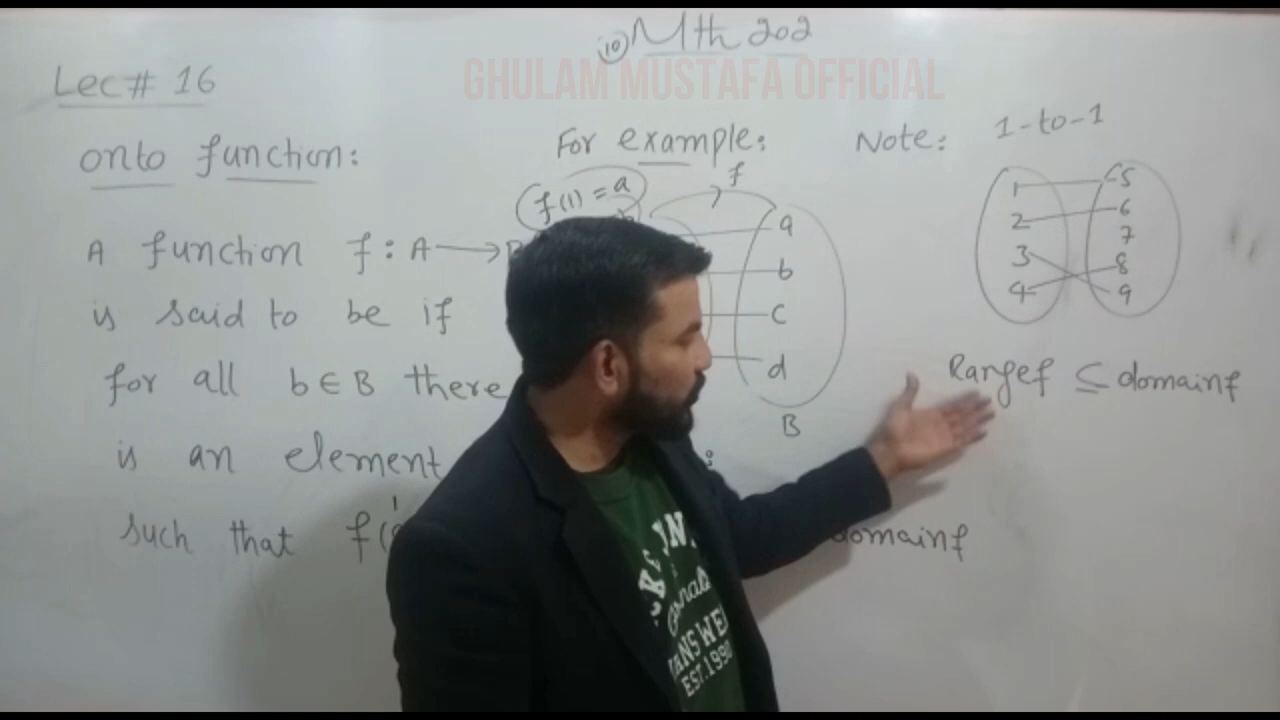 10 Mth 202
GHULAM MUSTAFA OFFICIAL
Lec# 16
onto function:
A function f: A → B
is said to be if
for all b ∈ B there
is an element
such that f(
For example:
f(1) = a
f
a
b
c
d
B
domainf
Note: 1-to-1
1 5
2 6
3 7
4 8
9
Rangef ⊆ domainf
EST. 1990